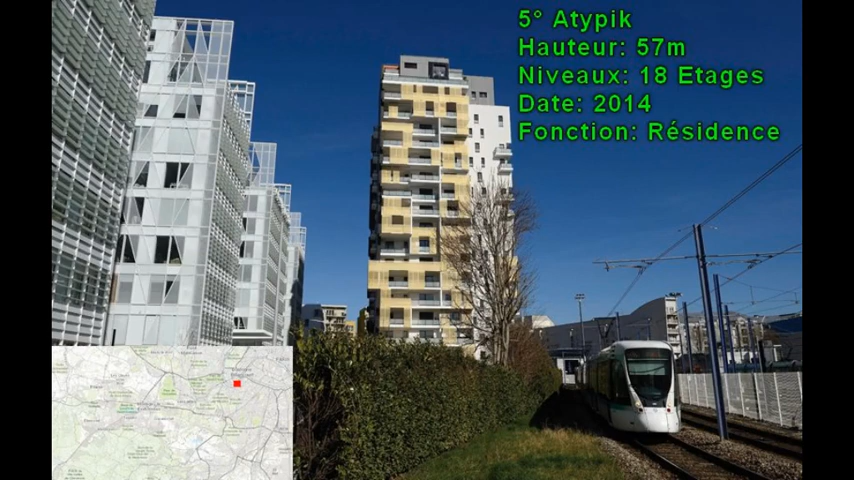 5° Atypik
Hauteur: 57m
Niveaux: 18 Etages
Date: 2014
Fonction: Résidence